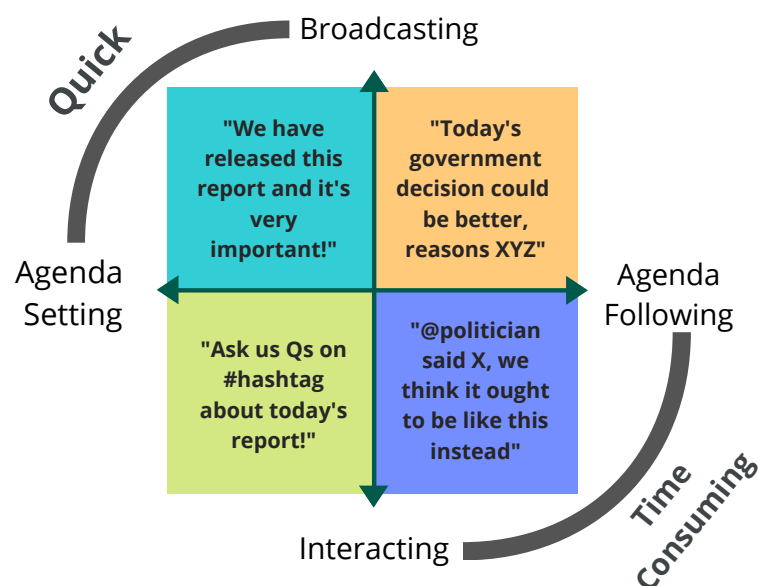 Broadcasting
Quick
"We have
released this
report and it's
very
important!"
"Today's
government
decision could
be better,
reasons XYZ"
Agenda
Setting
Agenda
Following
"Ask us Qs on
#hashtag
about today's
report!"
"@politician
said X, we
think it ought
to be like this
instead"
Interacting
Time
Consuming